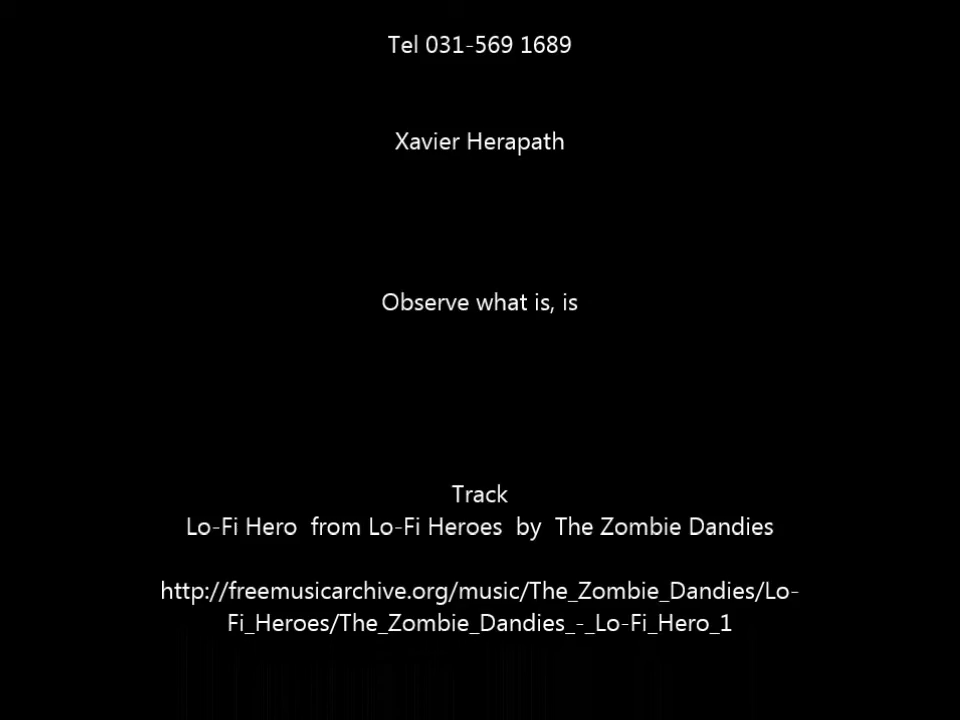 Tel 031-569 1689
Xavier Herapath
Observe what is, is
Track
Lo-Fi Hero  from Lo-Fi Heroes  by  The Zombie Dandies
http://freemusicarchive.org/music/The_Zombie_Dandies/Lo-
Fi_Heroes/The_Zombie_Dandies_-_Lo-Fi_Hero_1